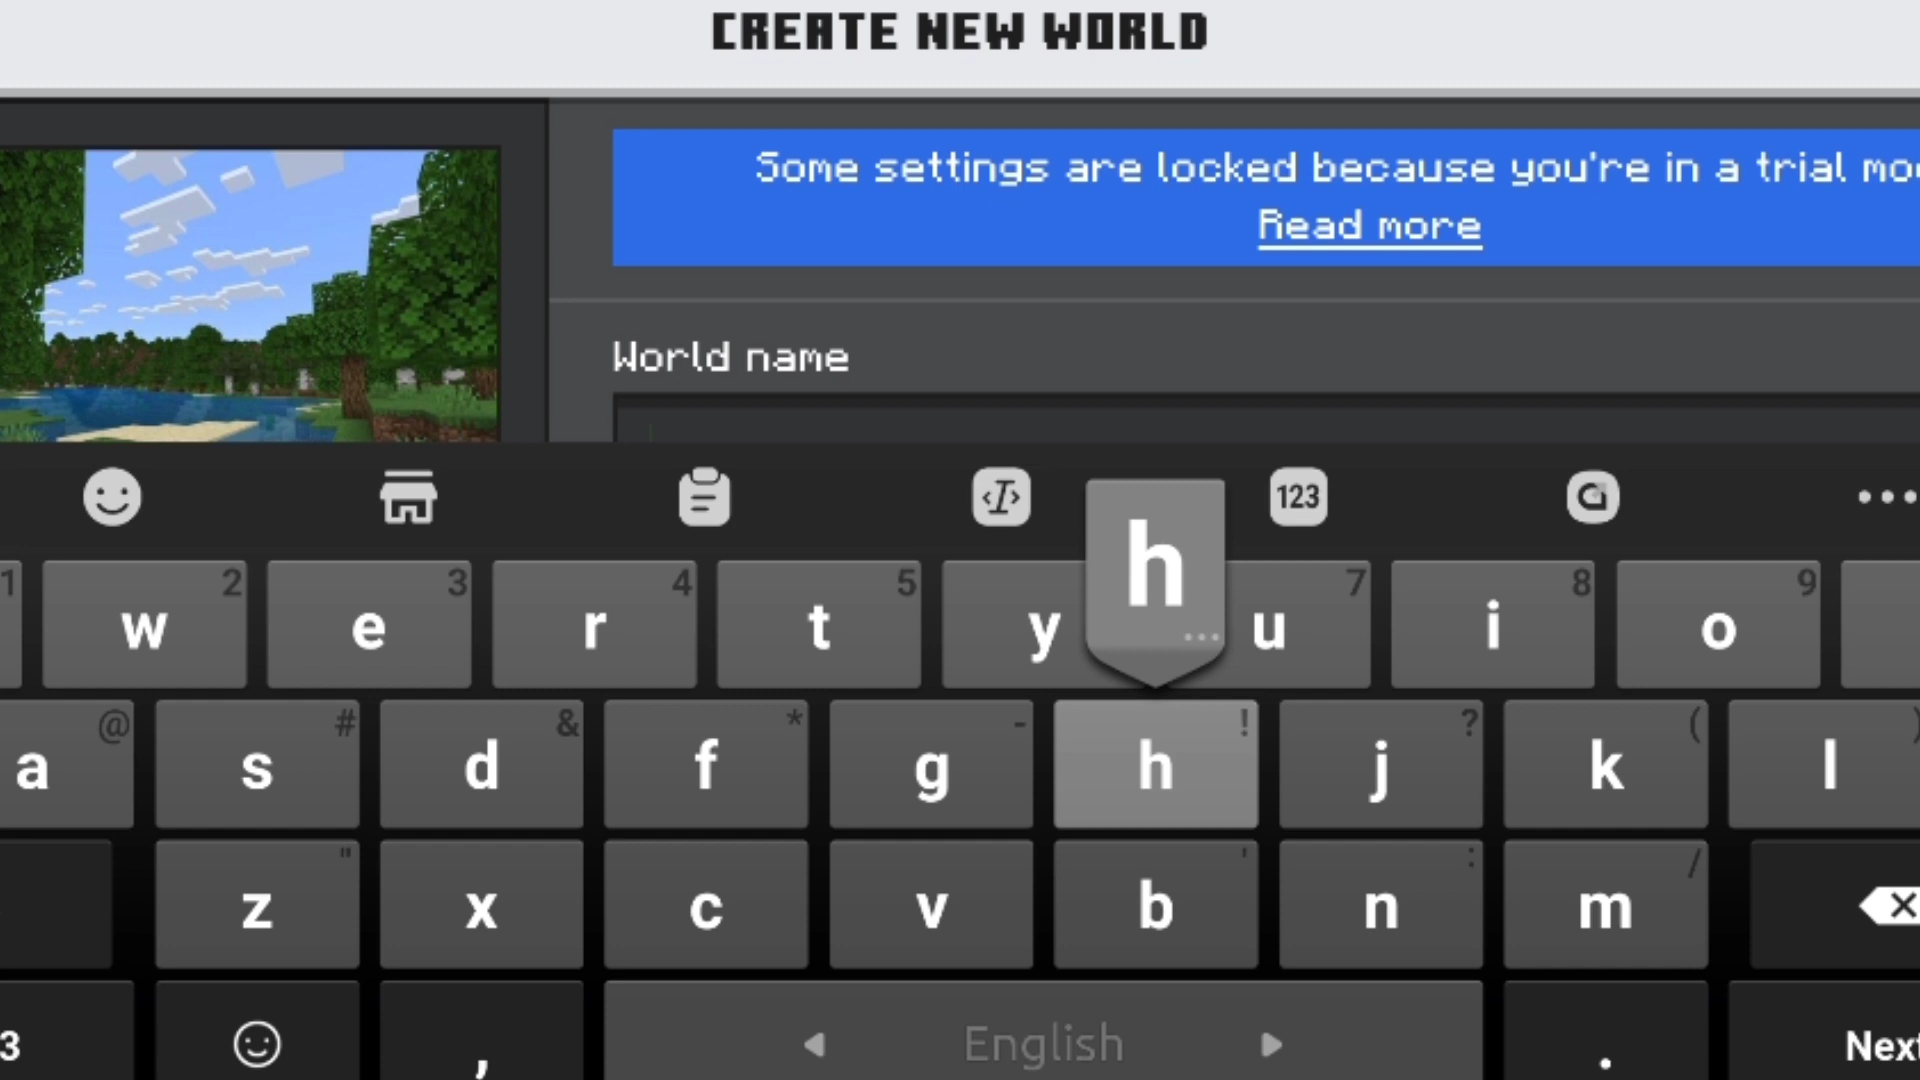 CREATE NEW WORLD
Some settings are locked because you're in a trial
Read more
World name
123
h
...
1 w 2 e 3 r 4 t 5 y u 7 i 8 o 9
a @ s # d & f * g - h ! j ? k ( l )
z " x c v b ' n : m /
3 , English . Next